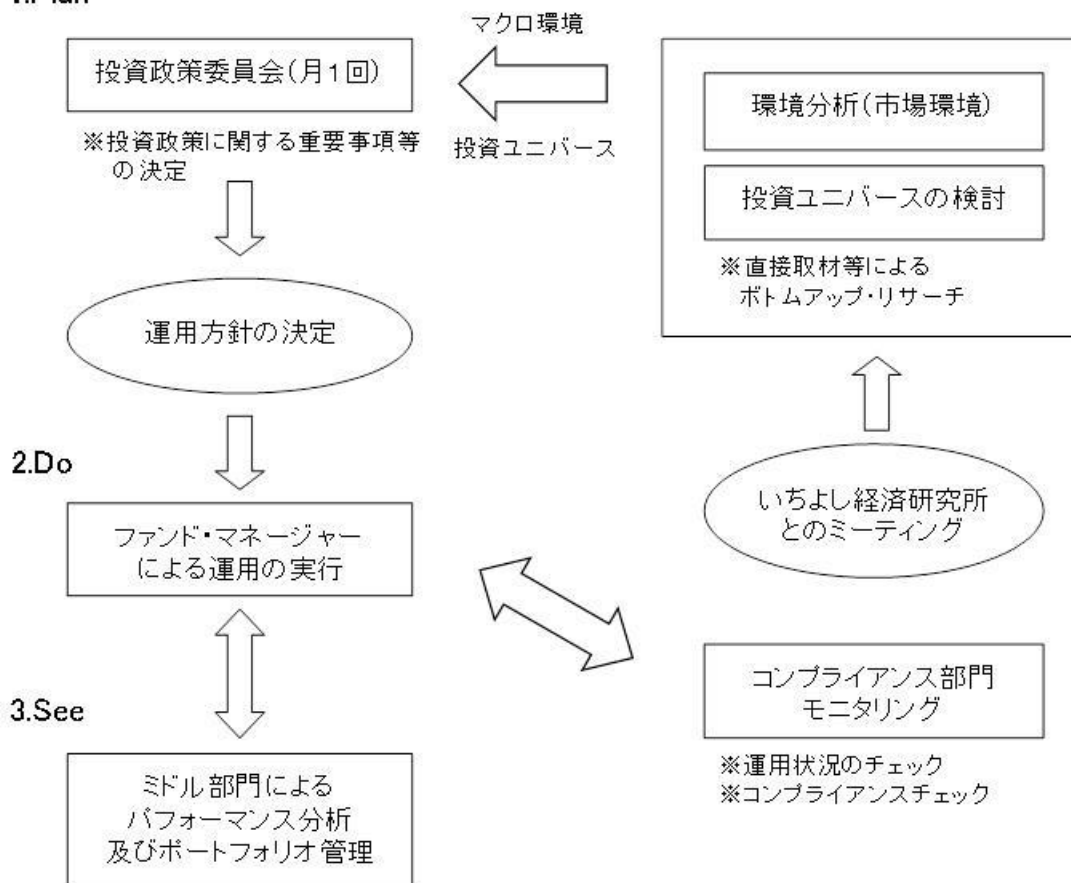 マクロ環境
投資政策委員会(月1回)
投資ユニバース
※投資政策に関する重要事項等
の決定
環境分析(市場環境)
投資ユニバースの検討
※直接取材等による
ボトムアップ・リサーチ
運用方針の決定
2.Do
ファンド・マネージャー
による運用の実行
いちよし経済研究所
とのミーティング
3.See
ミドル部門による
パフォーマンス分析
及びポートフォリオ管理
コンプライアンス部門
モニタリング
※運用状況のチェック
※コンプライアンスチェック